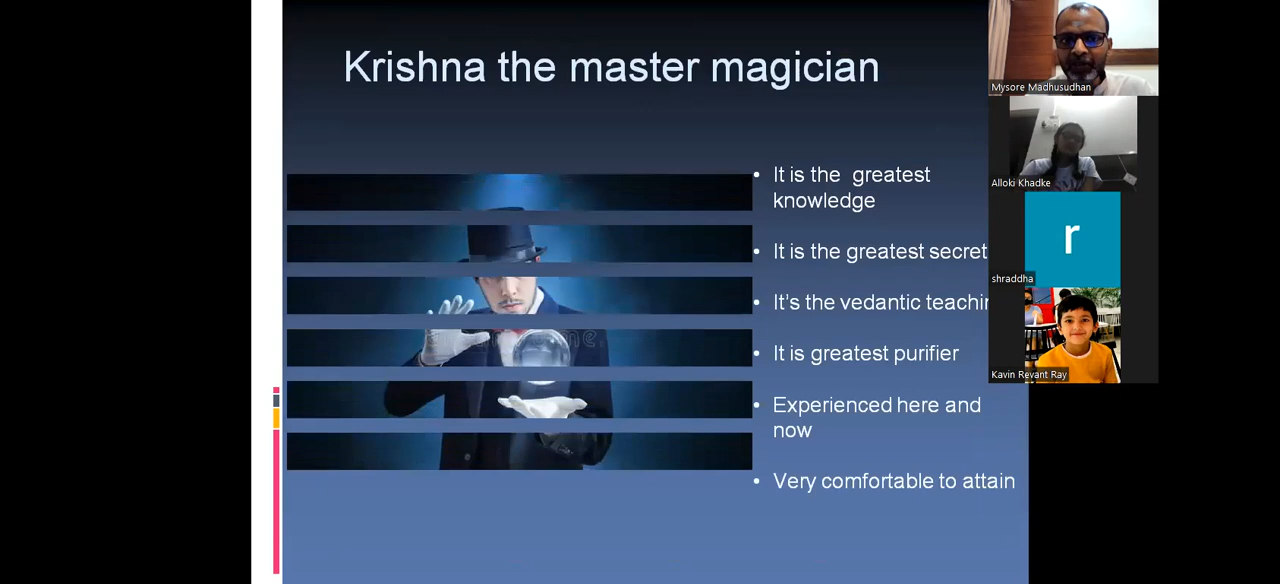 Krishna the master magician
• It is the greatest
knowledge
• It is the greatest secret
• It's the vedantic teachin
• It is greatest purifier
• Experienced here and
now
• Very comfortable to attain
Mysore Madhusudhan
Alloki Khadke
r
shraddha
Kavin Revant Ray